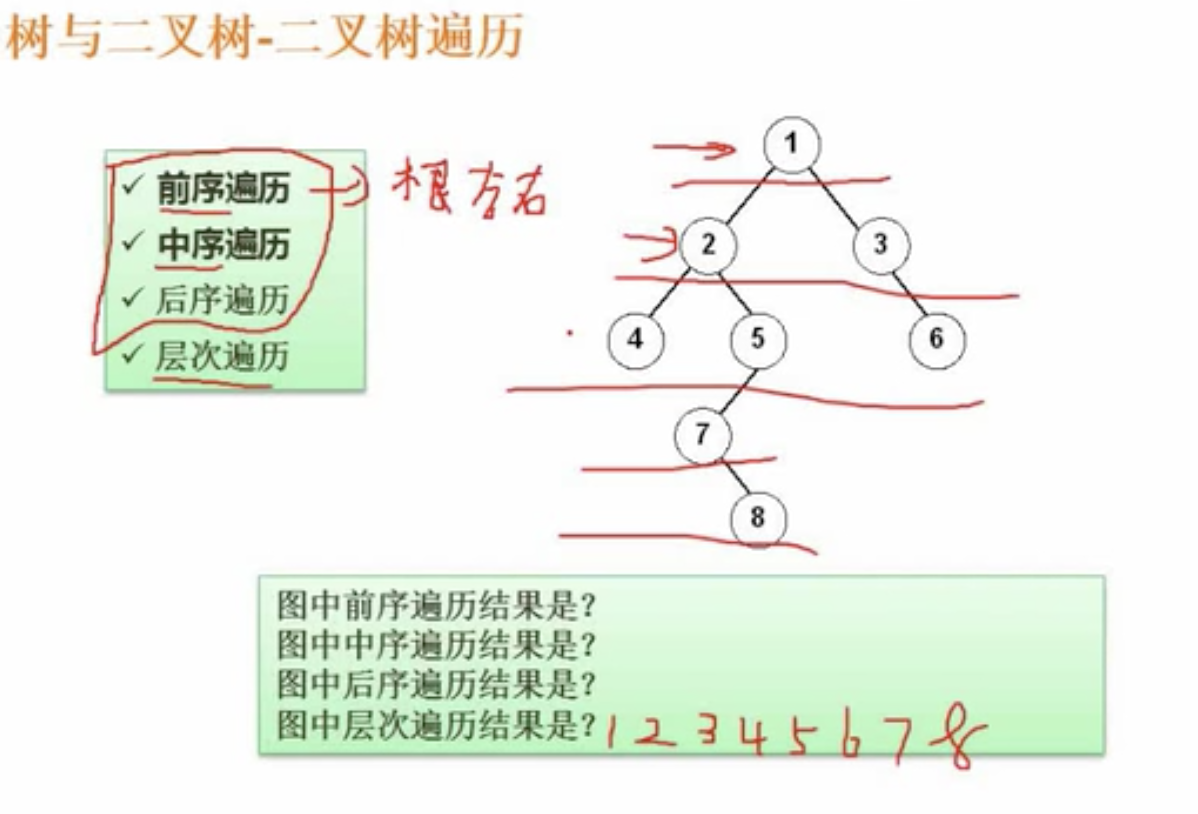 树与二叉树-二叉树遍历
✓ 前序遍历 根左右
✓ 中序遍历
✓ 后序遍历
✓ 层次遍历
1
2 3
4 5 6
7
8
图中前序遍历结果是?
图中中序遍历结果是?
图中后序遍历结果是?
图中层次遍历结果是? 1 2 3 4 5 6 7 8